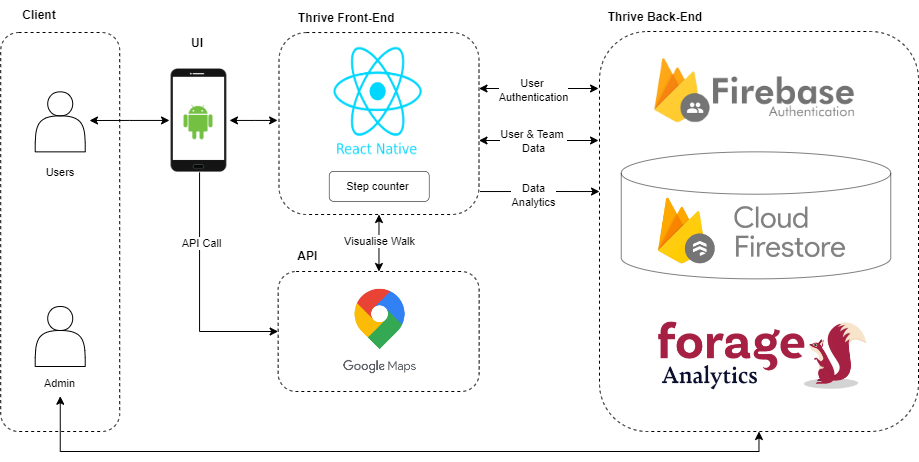 Client
UI
Thrive Front-End
Thrive Back-End
Users
React Native
Step counter
User
Authentication
User & Team
Data
Data
Analytics
Firebase
Authentication
Cloud
Firestore
API Call
Visualise Walk
API
Google Maps
forage
Analytics
Admin